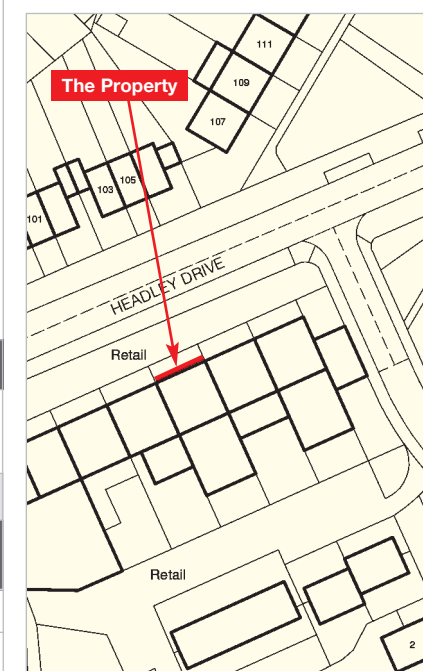 111
The Property
109
107
105
103
101
HEADLEY DRIVE
Retail
Retail
2